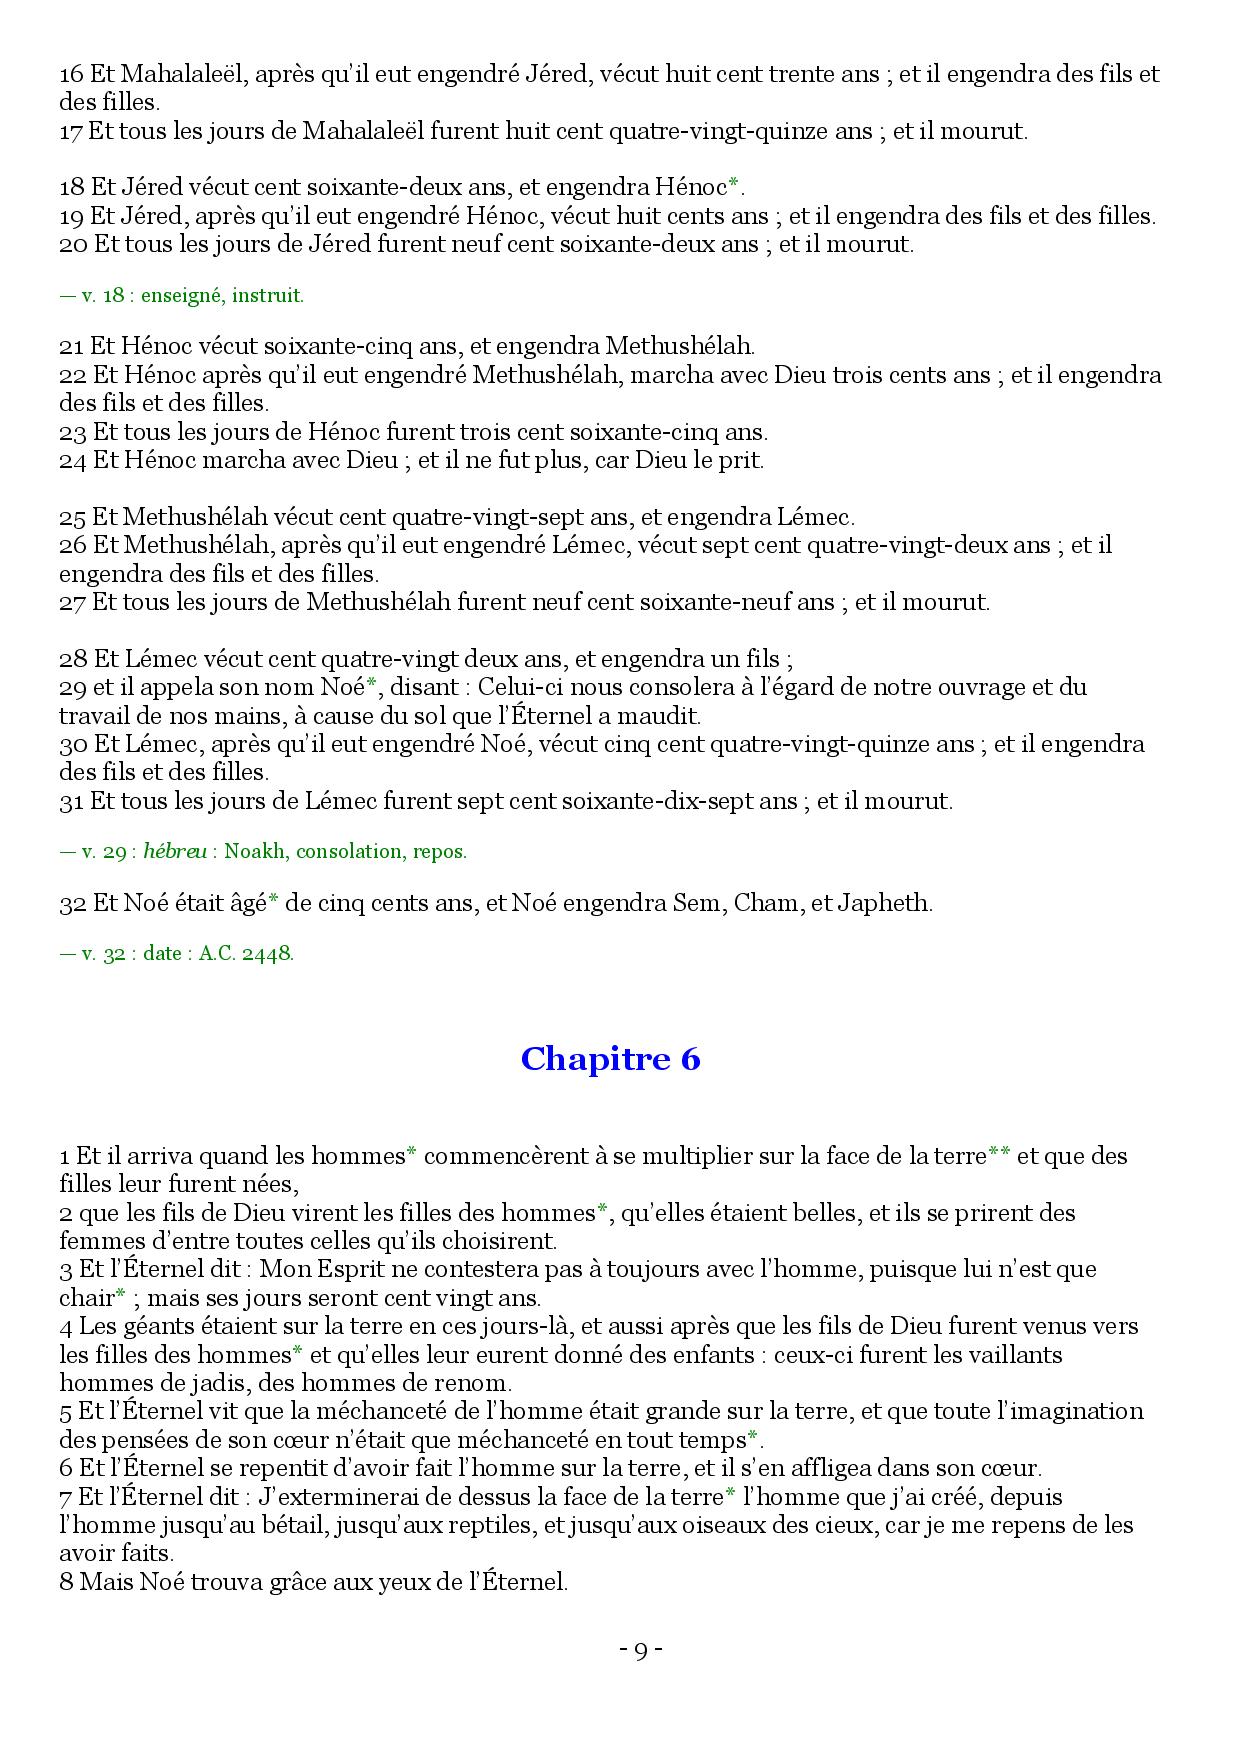 16 Et Mahalaleël, après qu’il eut engendré Jéred, vécut huit cent trente ans ; et il engendra des fils et
des filles.
17 Et tous les jours de Mahalaleël furent huit cent quatre-vingt-quinze ans ; et il mourut.
18 Et Jéred vécut cent soixante-deux ans, et engendra Hénoc*.
19 Et Jéred, après qu’il eut engendré Hénoc, vécut huit cents ans ; et il engendra des fils et des filles.
20 Et tous les jours de Jéred furent neuf cent soixante-deux ans ; et il mourut.
— v. 18 : enseigné, instruit.
21 Et Hénoc vécut soixante-cinq ans, et engendra Methushélah.
22 Et Hénoc après qu’il eut engendré Methushélah, marcha avec Dieu trois cents ans ; et il engendra
des fils et des filles.
23 Et tous les jours de Hénoc furent trois cent soixante-cinq ans.
24 Et Hénoc marcha avec Dieu ; et il ne fut plus, car Dieu le prit.
25 Et Methushélah vécut cent quatre-vingt-sept ans, et engendra Lémec.
26 Et Methushélah, après qu’il eut engendré Lémec, vécut sept cent quatre-vingt-deux ans ; et il
engendra des fils et des filles.
27 Et tous les jours de Methushélah furent neuf cent soixante-neuf ans ; et il mourut.
28 Et Lémec vécut cent quatre-vingt deux ans, et engendra un fils ;
29 et il appela son nom Noé*, disant : Celui-ci nous consolera à l’égard de notre ouvrage et du
travail de nos mains, à cause du sol que l’Éternel a maudit.
30 Et Lémec, après qu’il eut engendré Noé, vécut cinq cent quatre-vingt-quinze ans ; et il engendra
des fils et des filles.
31 Et tous les jours de Lémec furent sept cent soixante-dix-sept ans ; et il mourut.
— v. 29 : hébreu : Noakh, consolation, repos.
32 Et Noé était âgé* de cinq cents ans, et Noé engendra Sem, Cham, et Japheth.
— v. 32 : date : A.C. 2448.
Chapitre 6
1 Et il arriva quand les hommes* commencèrent à se multiplier sur la face de la terre** et que des
filles leur furent nées,
2 que les fils de Dieu virent les filles des hommes*, qu’elles étaient belles, et ils se prirent des
femmes d’entre toutes celles qu’ils choisirent.
3 Et l’Éternel dit : Mon Esprit ne contestera pas à toujours avec l’homme, puisque lui n’est que
chair* ; mais ses jours seront cent vingt ans.
4 Les géants étaient sur la terre en ces jours-là, et aussi après que les fils de Dieu furent venus vers
les filles des hommes* et qu’elles leur eurent donné des enfants : ceux-ci furent les vaillants
hommes de jadis, des hommes de renom.
5 Et l’Éternel vit que la méchanceté de l’homme était grande sur la terre, et que toute l’imagination
des pensées de son cœur n’était que méchanceté en tout temps*.
6 Et l’Éternel se repentit d’avoir fait l’homme sur la terre, et il s’en affligea dans son cœur.
7 Et l’Éternel dit : J’exterminerai de dessus la face de la terre* l’homme que j’ai créé, depuis
l’homme jusqu’au bétail, jusqu’aux reptiles, et jusqu’aux oiseaux des cieux, car je me repens de les
avoir faits.
8 Mais Noé trouva grâce aux yeux de l’Éternel.
- 9 -